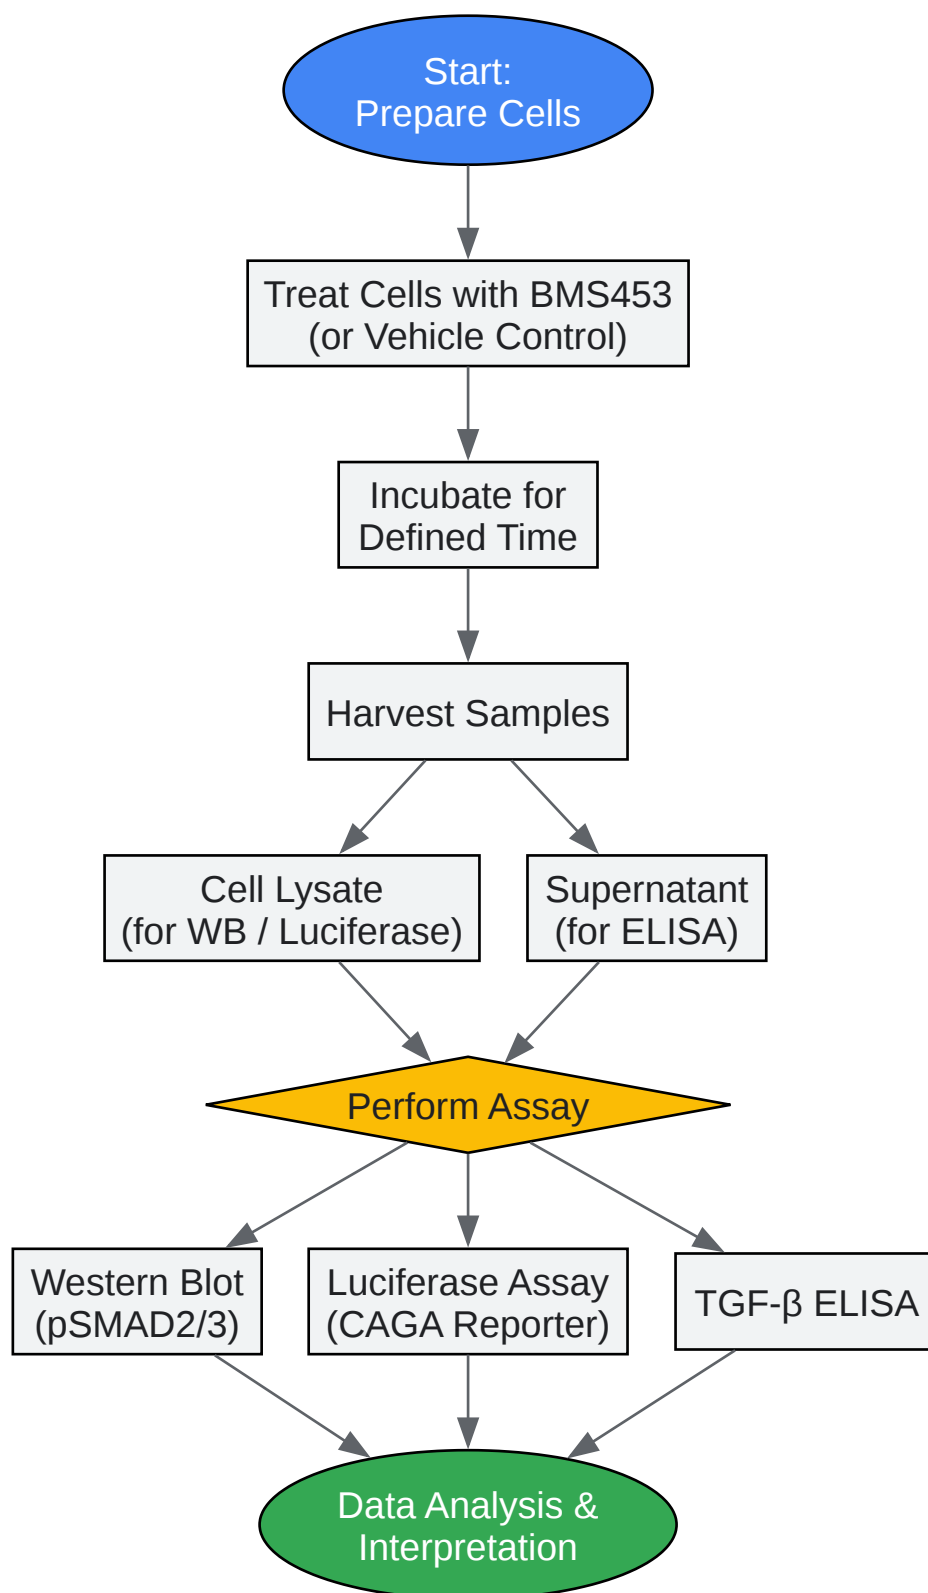 Start:
Prepare Cells
Treat Cells with BMS453
(or Vehicle Control)
Incubate for
Defined Time
Harvest Samples
Cell Lysate
(for WB / Luciferase)
Supernatant
(for ELISA)
Perform Assay
Western Blot
(pSMAD2/3)
Luciferase Assay
(CAGA Reporter)
TGF-β ELISA
Data Analysis &
Interpretation